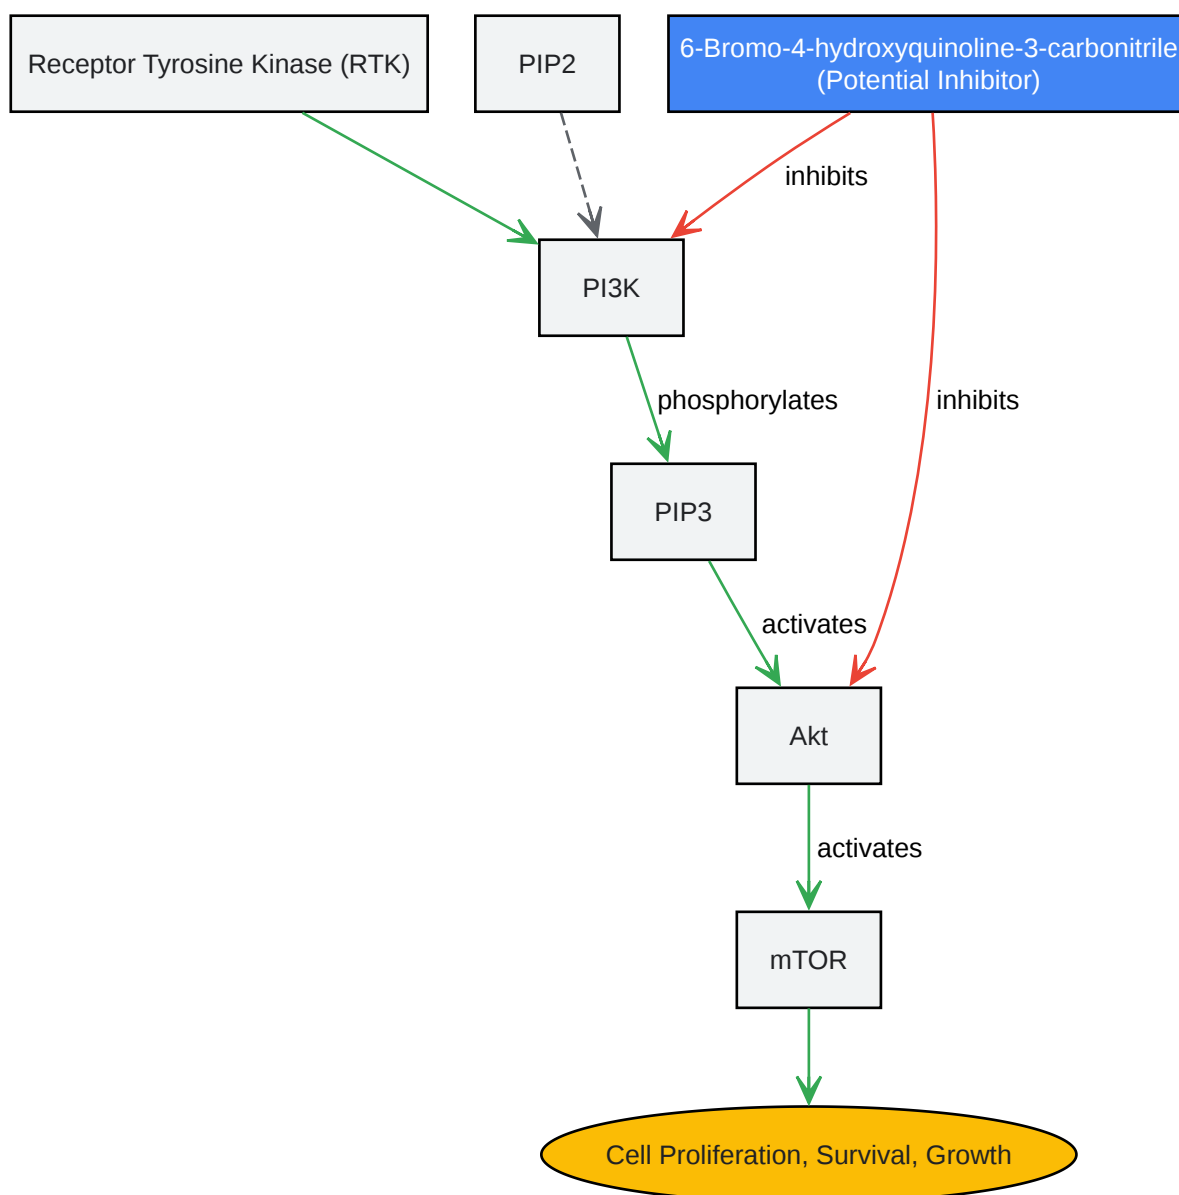 Receptor Tyrosine Kinase (RTK)
PIP2
6-Bromo-4-hydroxyquinoline-3-carbonitrile
(Potential Inhibitor)
inhibits
PI3K
phosphorylates
inhibits
PIP3
activates
Akt
activates
mTOR
Cell Proliferation, Survival, Growth